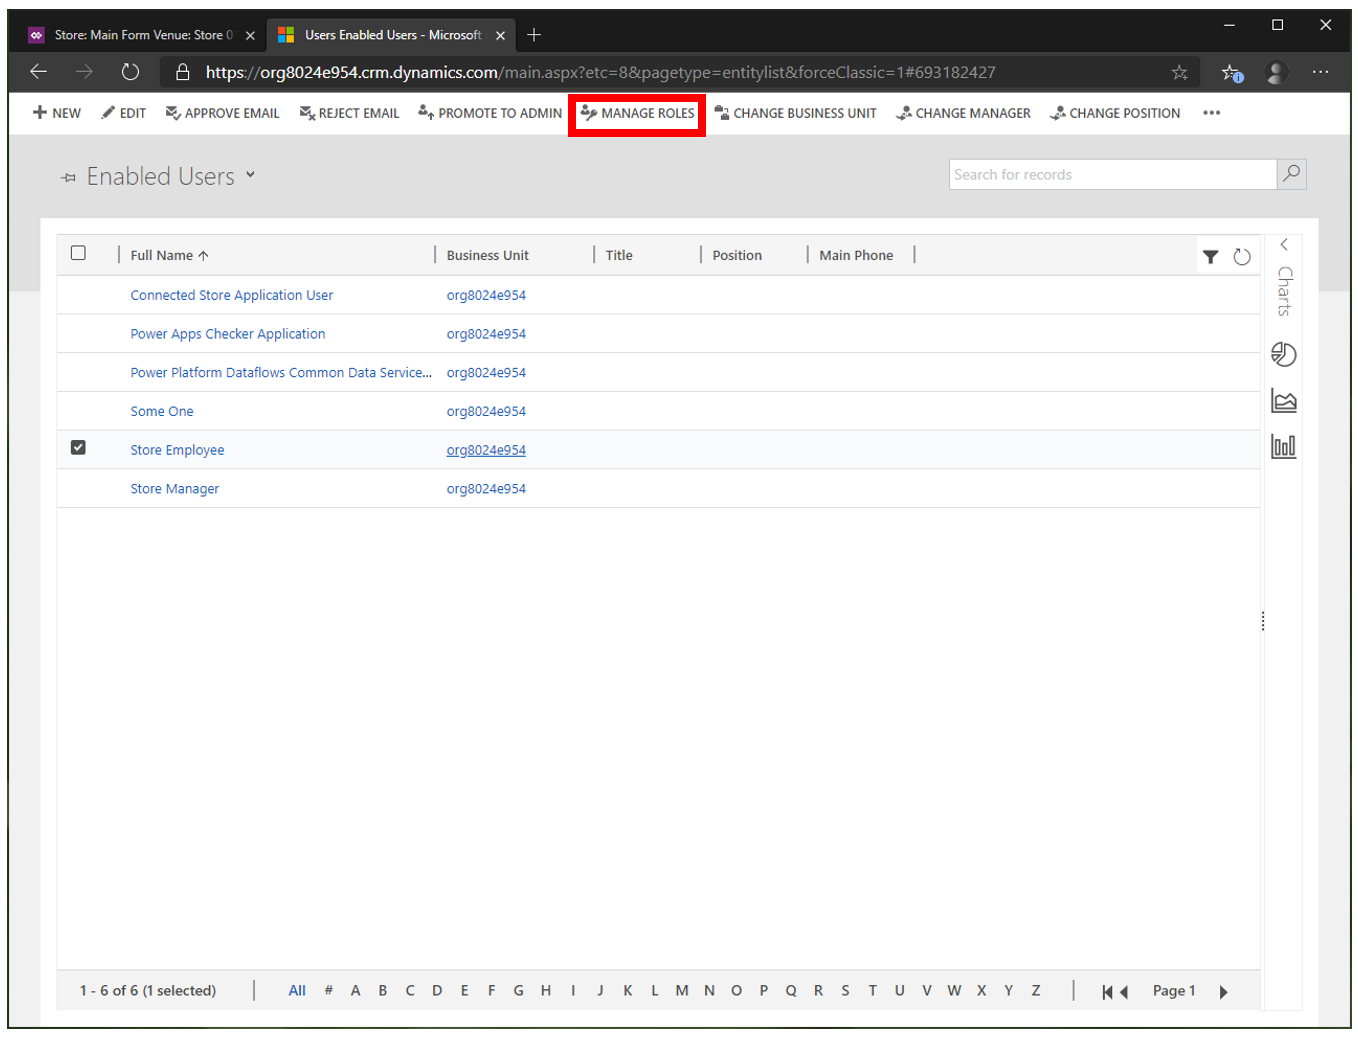 Store: Main Form Venue: Store 0
Users Enabled Users - Microsoft
https://org8024e954.crm.dynamics.com/main.aspx?etc=8&pagetype=entitylist&forceClassic=1#693182427
NEW EDIT APPROVE EMAIL REJECT EMAIL PROMOTE TO ADMIN MANAGE ROLES CHANGE BUSINESS UNIT CHANGE MANAGER CHANGE POSITION
Enabled Users
Search for records
Full Name Business Unit Title Position Main Phone
Charts
Connected Store Application User org8024e954
Power Apps Checker Application org8024e954
Power Platform Dataflows Common Data Service... org8024e954
Some One org8024e954
Store Employee org8024e954
Store Manager org8024e954
1 - 6 of 6 (1 selected) All # A B C D E F G H I J K L M N O P Q R S T U V W X Y Z Page 1